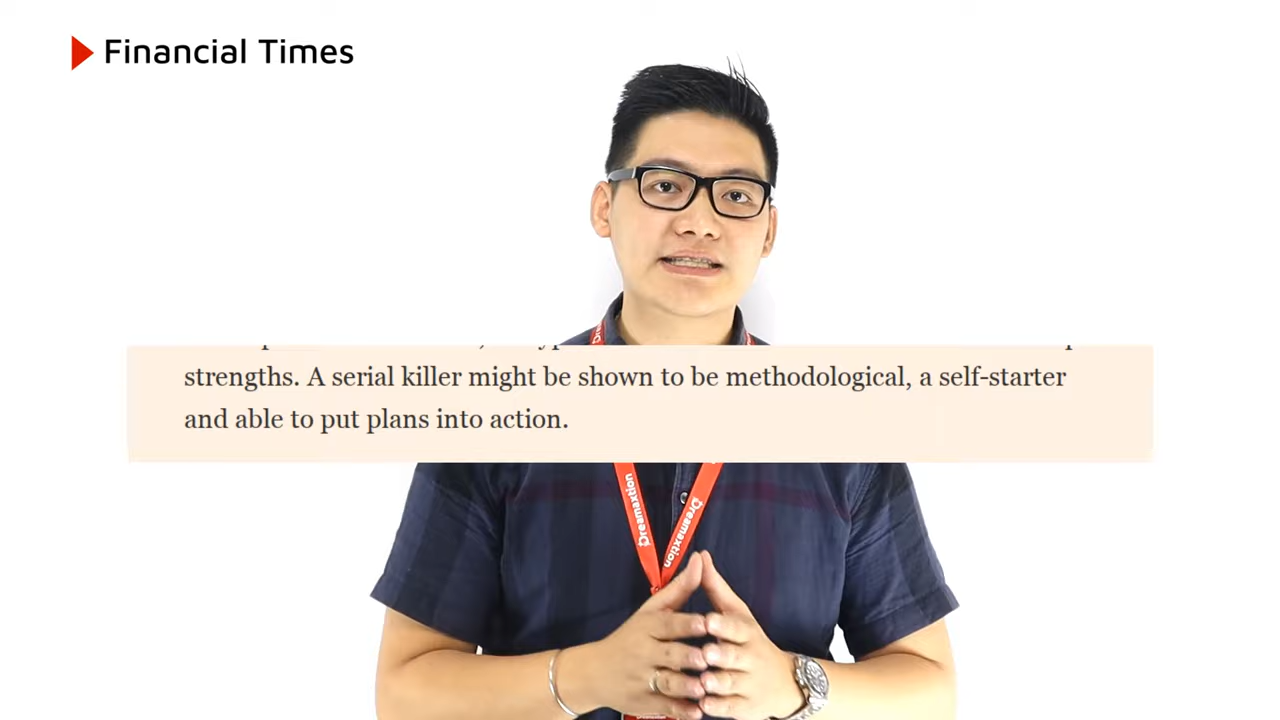 Financial Times
strengths. A serial killer might be shown to be methodological, a self-starter
and able to put plans into action.
Dreamaxtion
Dreamaxtion